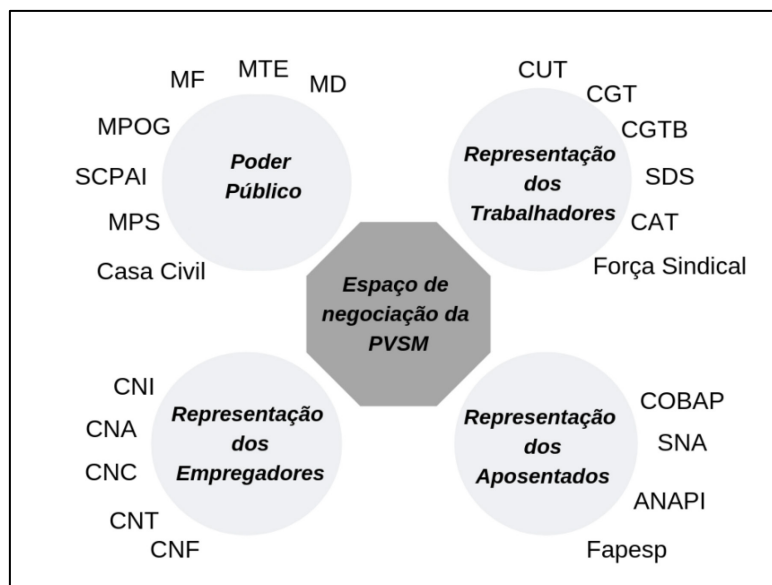 MF
MTE
MD
MPOG
SCPAI
MPS
Casa Civil
Poder
Público
CUT
CGT
CGTB
SDS
CAT
Força Sindical
Representação
dos
Trabalhadores
Espaço de
negociação da
PVSM
CNI
CNA
CNC
CNT
CNF
Representação
dos
Empregadores
Representação
dos
Aposentados
COBAP
SNA
ANAPI
Fapesp